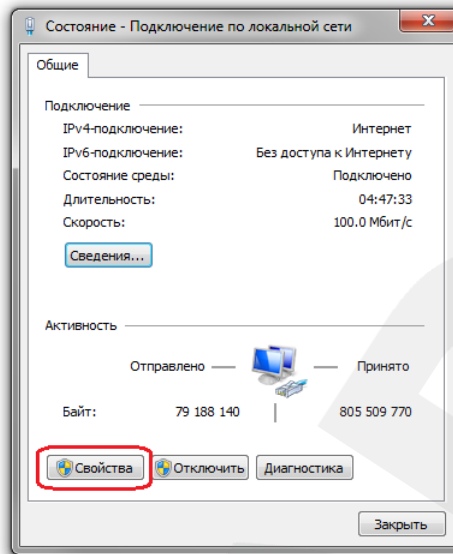 Состояние - Подключение по локальной сети
Общие
Подключение
IPv4-подключение: Интернет
IPv6-подключение: Без доступа к Интернету
Состояние среды: Подключено
Длительность: 04:47:33
Скорость: 100.0 Мбит/с
Сведения...
Активность
Отправлено — — Принято
Байт: 79 188 140 | 805 509 770
Свойства Отключить Диагностика
Закрыть